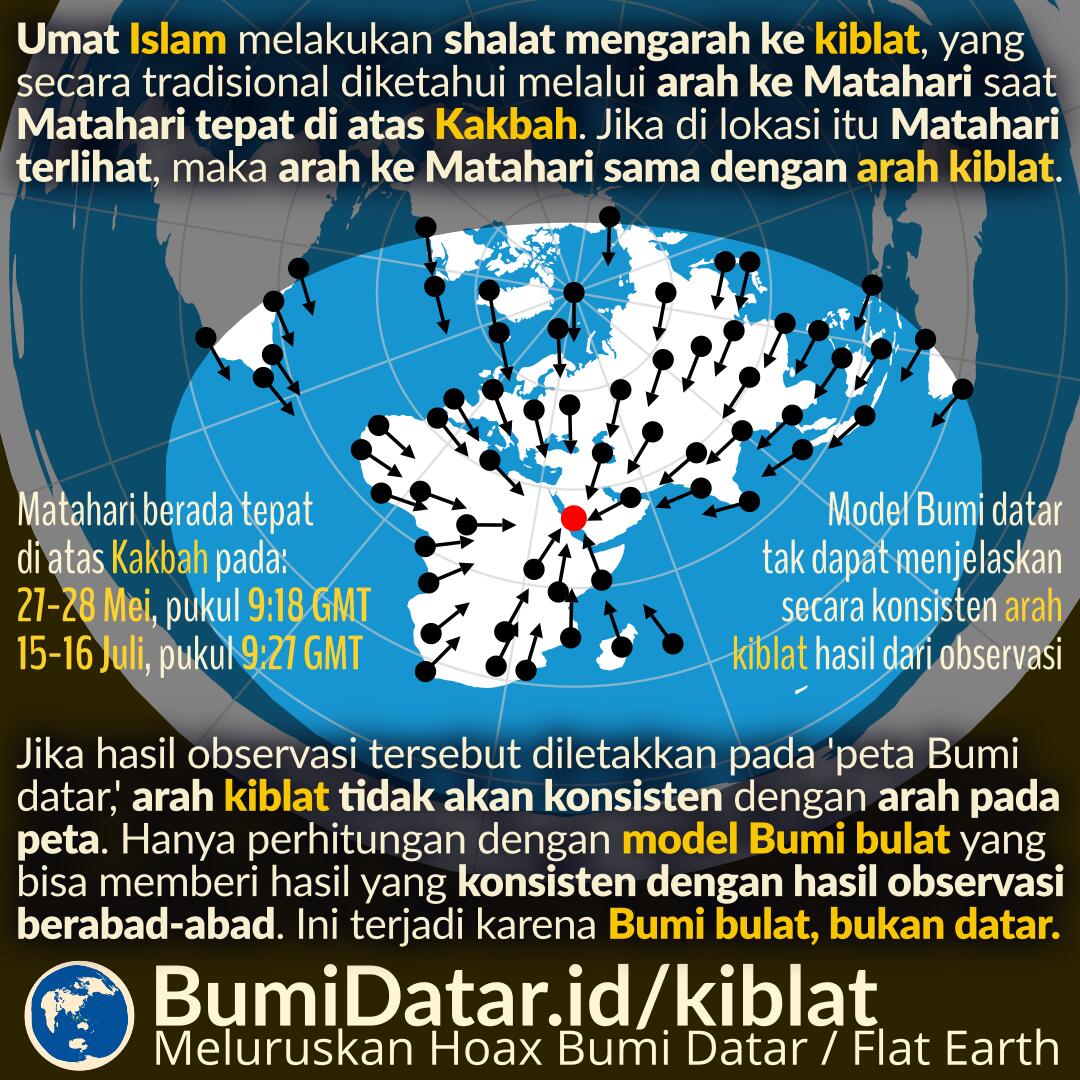 Umat Islam melakukan shalat mengarah ke kiblat, yang
secara tradisional diketahui melalui arah ke Matahari saat
Matahari tepat di atas Kakbah. Jika di lokasi itu Matahari
terlihat, maka arah ke Matahari sama dengan arah kiblat.
Matahari berada tepat
di atas Kakbah pada:
27-28 Mei, pukul 9:18 GMT
15-16 Juli, pukul 9:27 GMT
Model Bumi datar
tak dapat menjelaskan
secara konsisten arah
kiblat hasil dari observasi
Jika hasil observasi tersebut diletakkan pada 'peta Bumi
datar,' arah kiblat tidak akan konsisten dengan arah pada
peta. Hanya perhitungan dengan model Bumi bulat yang
bisa memberi hasil yang konsisten dengan hasil observasi
berabad-abad. Ini terjadi karena Bumi bulat, bukan datar.
BumiDatar.id/kiblat
Meluruskan Hoax Bumi Datar / Flat Earth